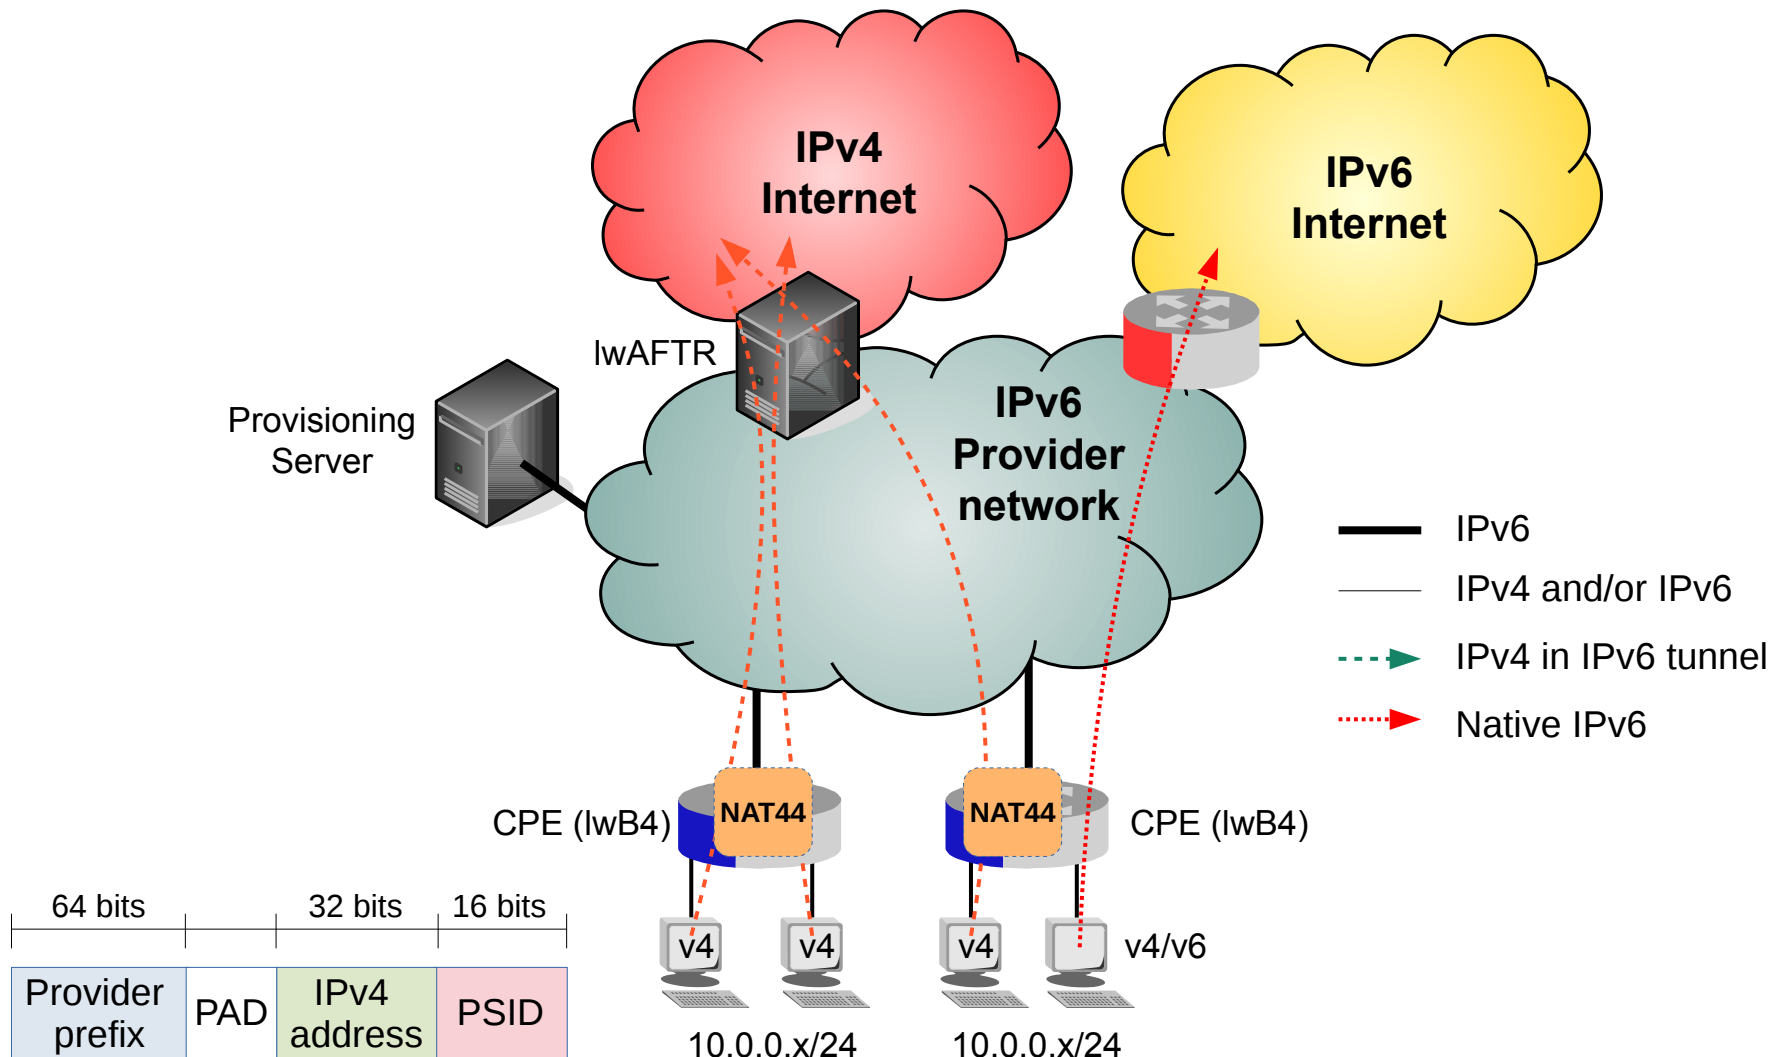 IPv4
Internet
IPv6
Internet
lwAFTR
Provisioning
Server
IPv6
Provider
network
IPv6
IPv4 and/or IPv6
IPv4 in IPv6 tunnel
Native IPv6
CPE (lwB4)
NAT44
NAT44
CPE (lwB4)
64 bits
32 bits
16 bits
v4
v4
v4
v4/v6
Provider
prefix
PAD
IPv4
address
PSID
10.0.0.x/24
10.0.0.x/24